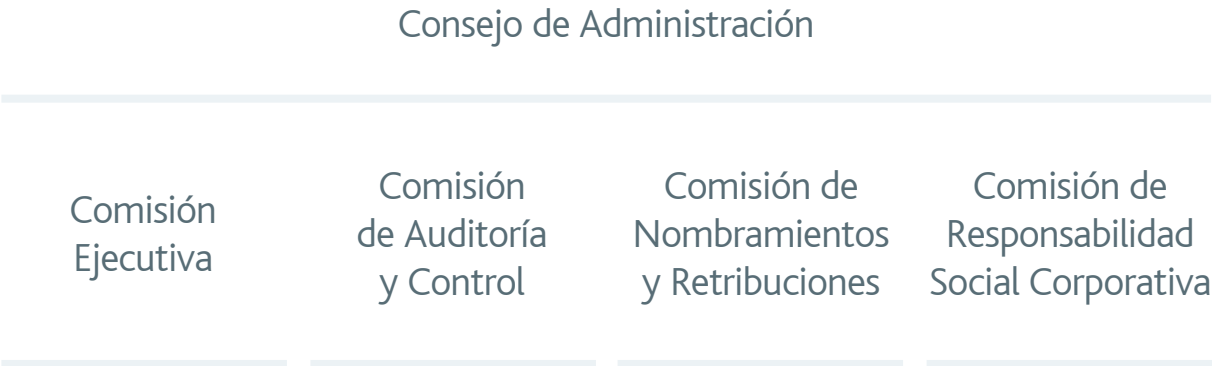 Consejo de Administración
Comisión
Ejecutiva
Comisión
de Auditoría
y Control
Comisión de
Nombramientos
y Retribuciones
Comisión de
Responsabilidad
Social Corporativa